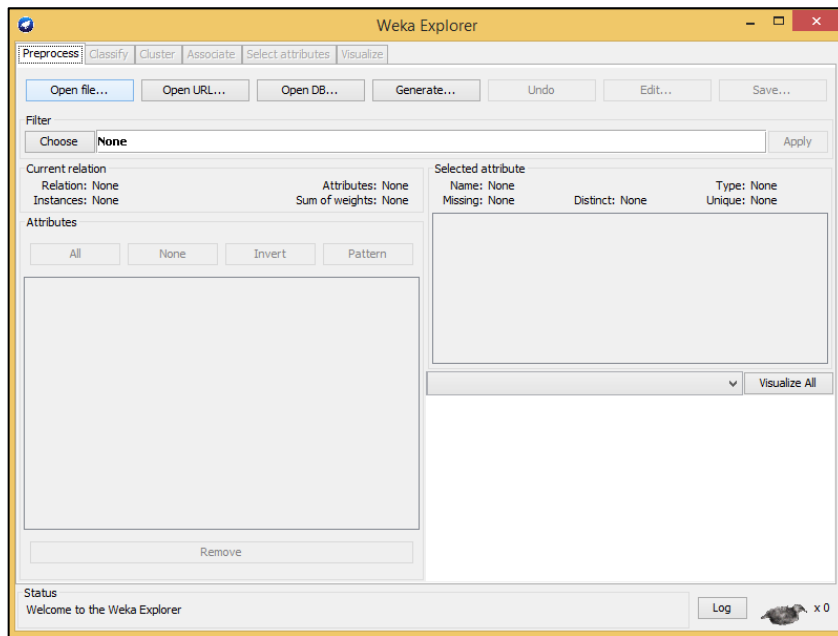 Weka Explorer
Preprocess Classify Cluster Associate Select attributes Visualize
Open file... Open URL... Open DB... Generate... Undo Edit... Save...
Filter
Choose None Apply
Current relation
Relation: None Attributes: None
Instances: None Sum of weights: None
Selected attribute
Name: None Type: None
Missing: None Distinct: None Unique: None
Attributes
All None Invert Pattern
Visualize All
Remove
Status
Welcome to the Weka Explorer
Log x 0